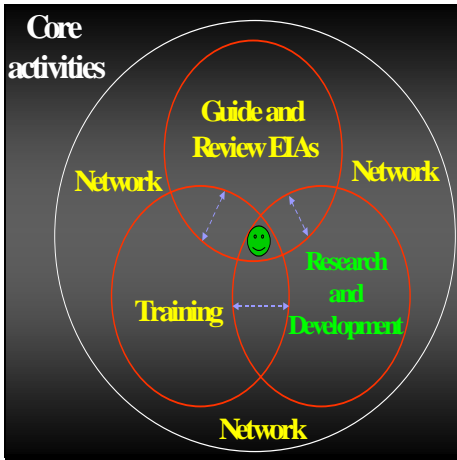 Core
activities
Guide and
Review EIAs
Network
Network
Research
and
Development
Training
Network